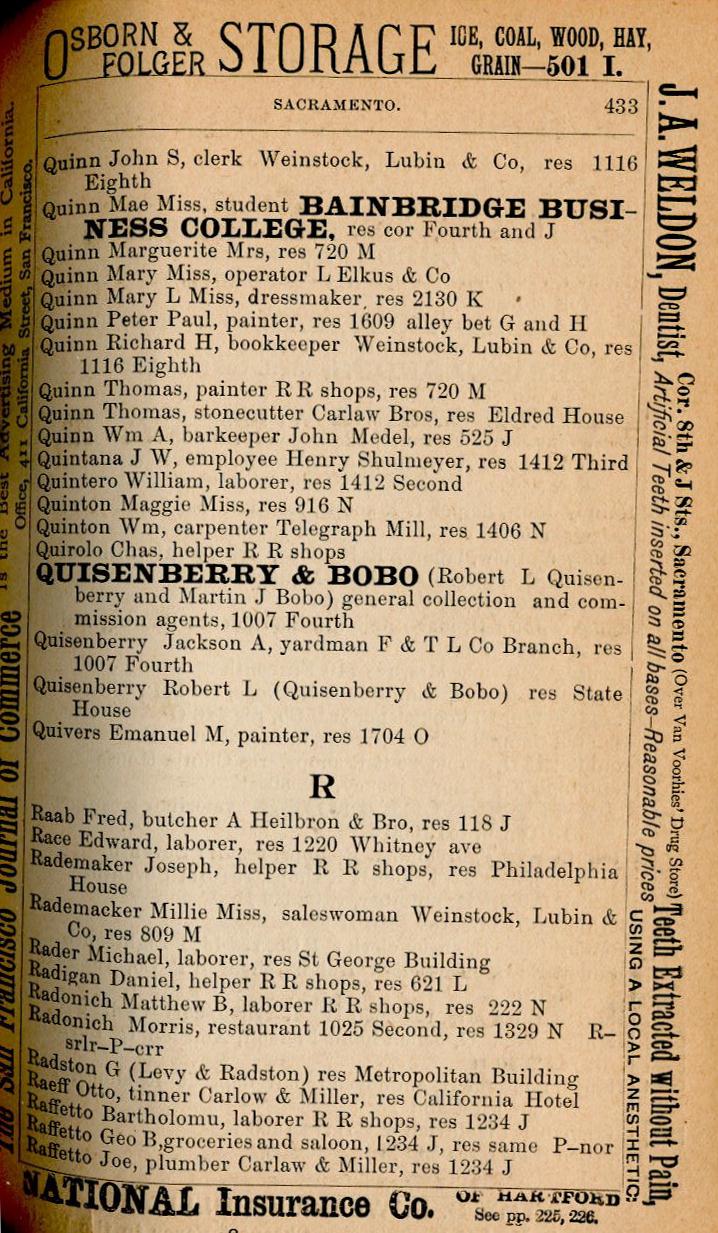 OSBORN & FOLGER STORAGE ICE, COAL, WOOD, HAY, GRAIN—501 I.
SACRAMENTO. 433
Quinn John S, clerk Weinstock, Lubin & Co, res 1116
Eighth
Quinn Mae Miss, student BAINBRIDGE BUSI-
NESS COLLEGE, res cor Fourth and J
Quinn Marguerite Mrs, res 720 M
Quinn Mary Miss, operator L Elkus & Co
Quinn Mary L Miss, dressmaker, res 2130 K
Quinn Peter Paul, painter, res 1609 alley bet G and H
Quinn Richard H, bookkeeper Weinstock, Lubin & Co, res
1116 Eighth
Quinn Thomas, painter R R shops, res 720 M
Quinn Thomas, stonecutter Carlaw Bros, res Eldred House
Quinn Wm A, barkeeper John Medel, res 525 J
Quintana J W, employee Henry Shulmeyer, res 1412 Third
Quintero William, laborer, res 1412 Second
Quinton Maggie Miss, res 916 N
Quinton Wm, carpenter Telegraph Mill, res 1406 N
Quirolo Chas, helper R R shops
QUISENBERRY & BOBO (Robert L Quisen-
berry and Martin J Bobo) general collection and com-
mission agents, 1007 Fourth
Quisenberry Jackson A, yardman F & T L Co Branch, res
1007 Fourth
Quisenberry Robert L (Quisenberry & Bobo) res State
House
Quivers Emanuel M, painter, res 1704 O
R
Raab Fred, butcher A Heilbron & Bro, res 118 J
Race Edward, laborer, res 1220 Whitney ave
Rademaker Joseph, helper R R shops, res Philadelphia
House
Rademacker Millie Miss, saleswoman Weinstock, Lubin &
Co, res 809 M
Rader Michael, laborer, res St George Building
Radigan Daniel, helper R R shops, res 621 L
Radonich Matthew B, laborer R R shops, res 222 N
Radonich Morris, restaurant 1025 Second, res 1329 N R-
srlr-P-crr
Radston G (Levy & Radston) res Metropolitan Building
Raeff Otto, tinner Carlow & Miller, res California Hotel
Raffetto Bartholomu, laborer R R shops, res 1234 J
Raffetto Geo B, groceries and saloon, 1234 J, res same P-nor
Raffetto Joe, plumber Carlaw & Miller, res 1234 J
NATIONAL Insurance Co. OF HARTFORD
See pp. 225, 226.
The San Francisco Journal of Commerce is the Best Advertising Medium in California.
Office, 411 California Street, San Francisco.
J. A. WELDON, Dentist, Cor. 8th & J Sts., Sacramento (Over Van Voorhies' Drug Store) Teeth Extracted without Pain
Artificial Teeth inserted on all bases—Reasonable prices USING A LOCAL ANESTHETIC.